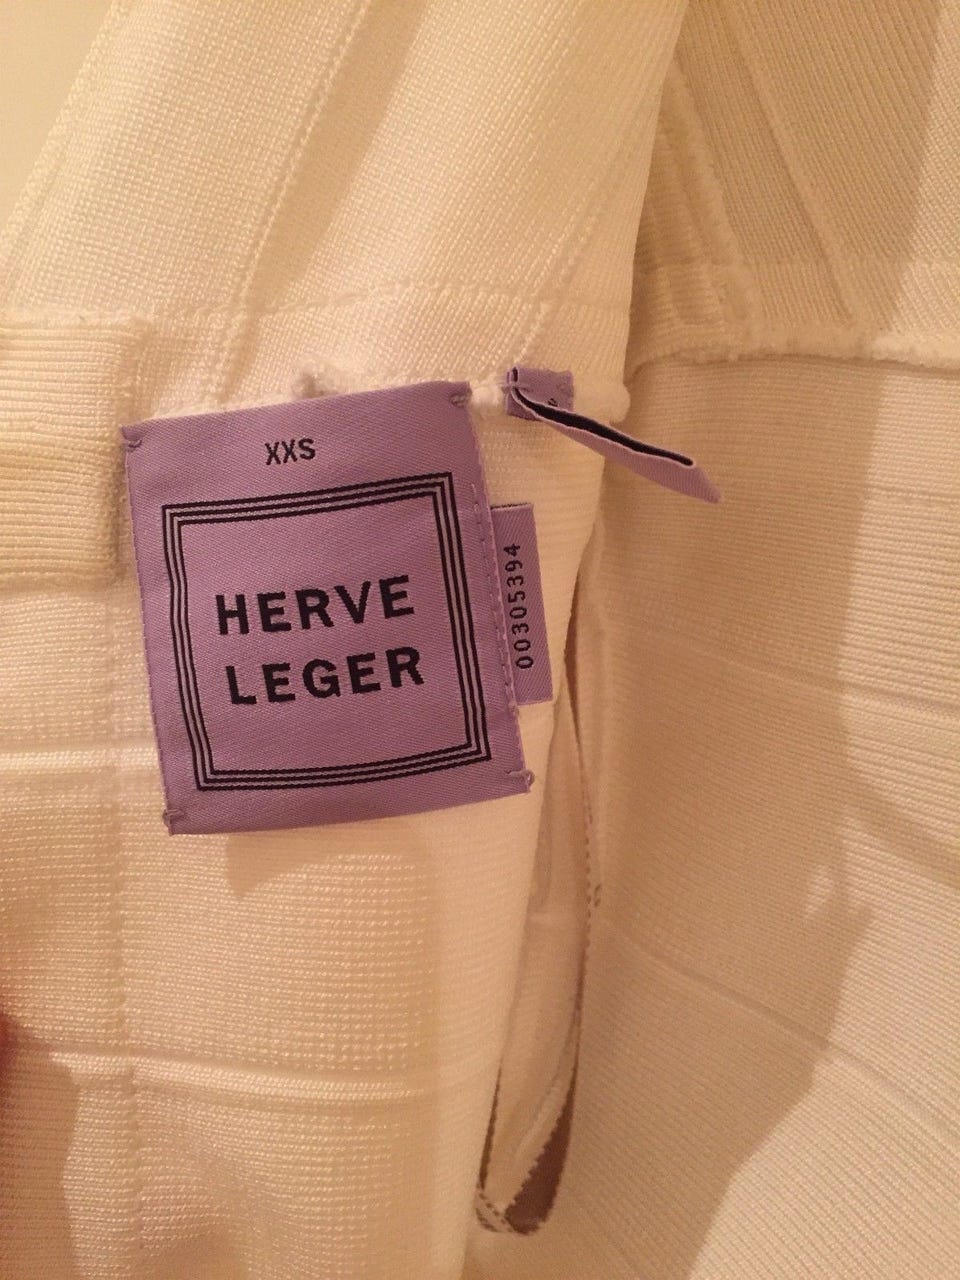 XXS
HERVE
LEGER
00305394